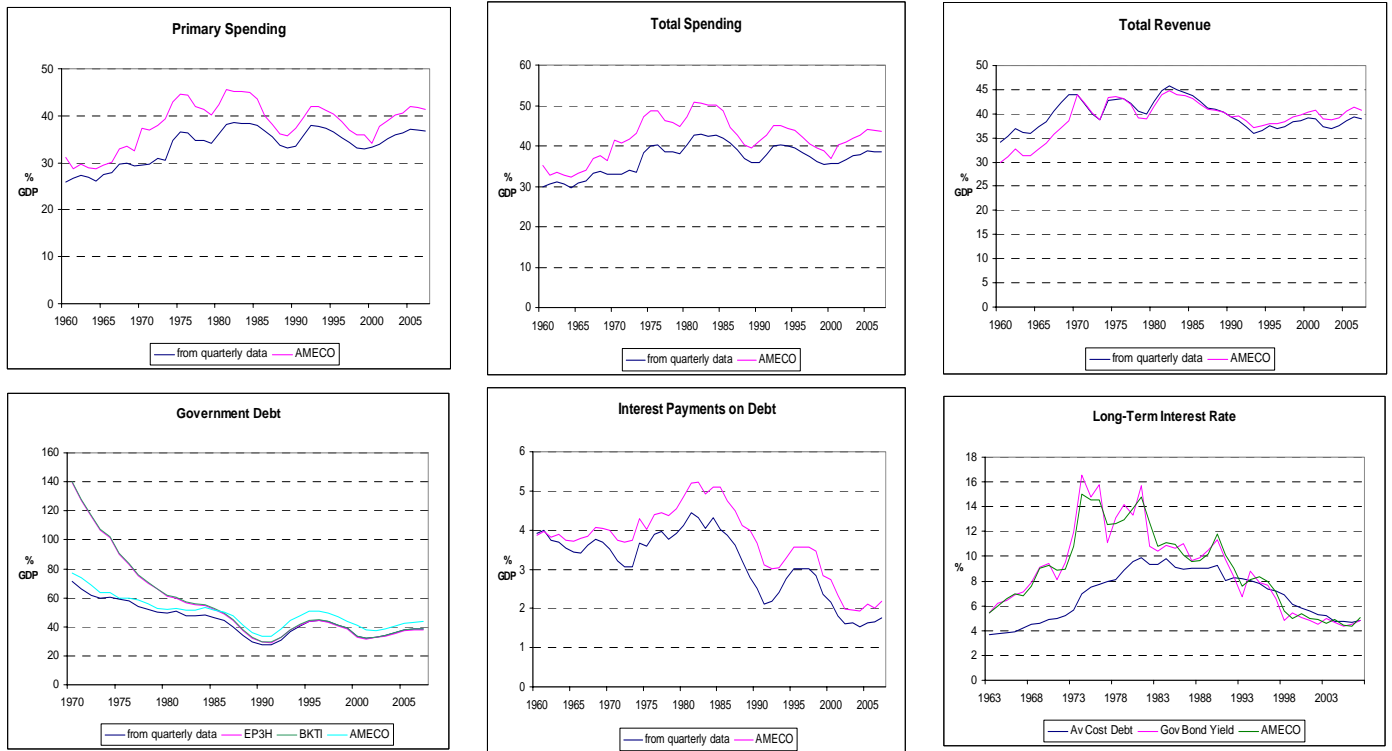 Primary Spending
50
40
30
20
10
0
%
GDP
1960 1965 1970 1975 1980 1985 1990 1995 2000 2005
from quarterly data AMECO
Total Spending
60
50
40
30
20
10
0
%
GDP
1960 1965 1970 1975 1980 1985 1990 1995 2000 2005
from quarterly data AMECO
Total Revenue
50
45
40
35
30
25
20
15
10
5
0
%
GDP
1960 1965 1970 1975 1980 1985 1990 1995 2000 2005
from quarterly data AMECO
Government Debt
160
140
120
100
80
60
40
20
0
%
GDP
1970 1975 1980 1985 1990 1995 2000 2005
from quarterly data EP3H BKTI AMECO
Interest Payments on Debt
6
5
4
3
2
1
0
%
GDP
1960 1965 1970 1975 1980 1985 1990 1995 2000 2005
from quarterly data AMECO
Long-Term Interest Rate
18
16
14
12
10
8
6
4
2
0
%
1963 1968 1973 1978 1983 1988 1993 1998 2003
Av Cost Debt Gov Bond Yield AMECO